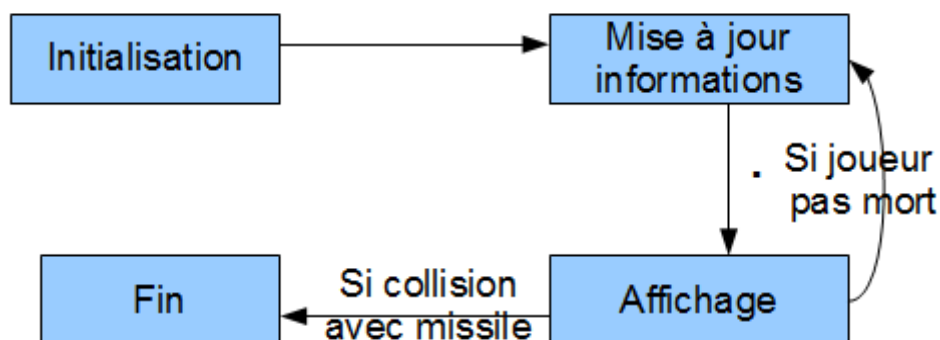 Initialisation
Mise à jour
informations
. Si joueur
pas mort
Fin
Si collision
avec missile
Affichage